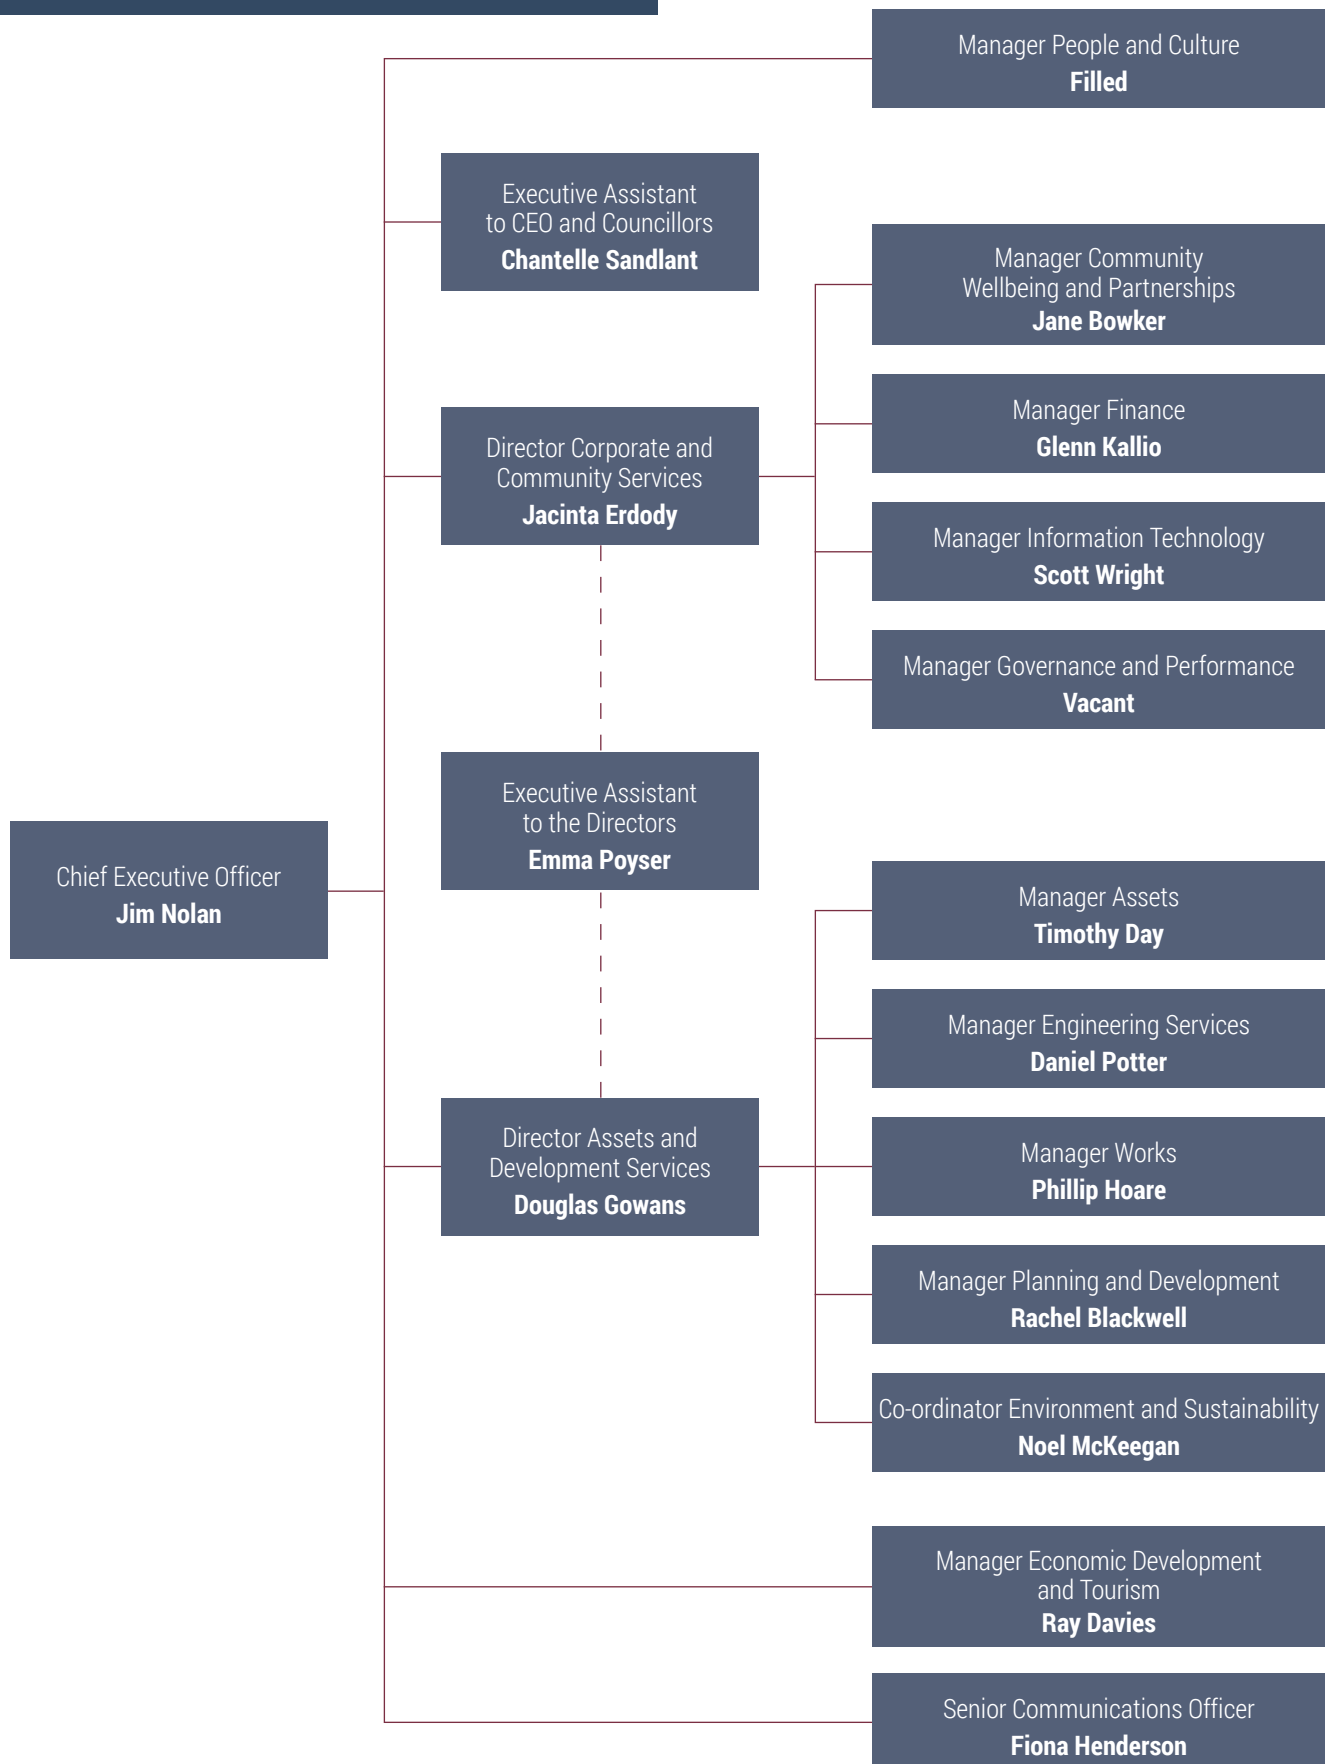 Manager People and Culture
Filled
Executive Assistant
to CEO and Councillors
Chantelle Sandlant
Manager Community
Wellbeing and Partnerships
Jane Bowker
Manager Finance
Glenn Kallio
Director Corporate and
Community Services
Jacinta Erdody
Manager Information Technology
Scott Wright
Manager Governance and Performance
Vacant
Executive Assistant
to the Directors
Emma Poyser
Chief Executive Officer
Jim Nolan
Manager Assets
Timothy Day
Manager Engineering Services
Daniel Potter
Director Assets and
Development Services
Douglas Gowans
Manager Works
Phillip Hoare
Manager Planning and Development
Rachel Blackwell
Co-ordinator Environment and Sustainability
Noel McKeegan
Manager Economic Development
and Tourism
Ray Davies
Senior Communications Officer
Fiona Henderson